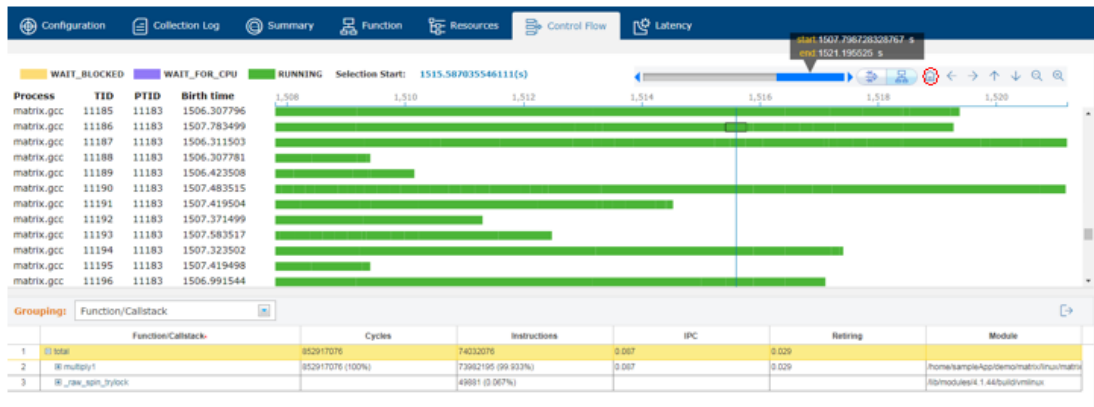 Configuration Collection Log Summary Function Resources Control Flow Latency
start:1507.798728328767 s
end:1521.195525 s
WAIT_BLOCKED WAIT_FOR_CPU RUNNING Selection Start: 1515.587035546111(s)
Process TID PTID Birth time 1,508 1,510 1,512 1,514 1,516 1,518 1,520
matrix.gcc 11185 11183 1506.307796
matrix.gcc 11186 11183 1507.783499
matrix.gcc 11187 11183 1506.311503
matrix.gcc 11188 11183 1506.307781
matrix.gcc 11189 11183 1506.423508
matrix.gcc 11190 11183 1507.483515
matrix.gcc 11191 11183 1507.419504
matrix.gcc 11192 11183 1507.371499
matrix.gcc 11193 11183 1507.583517
matrix.gcc 11194 11183 1507.323502
matrix.gcc 11195 11183 1507.419498
matrix.gcc 11196 11183 1506.991544
Grouping: Function/Callstack
Function/Callstack Cycles Instructions IPC Retiring Module
1 total 852917076 74032076 0.087 0.029
2 multiply1 852917076 (100%) 73982195 (99.933%) 0.087 0.029 /home/sampleApp/demo/matrix/linux/matrix
3 _raw_spin_trylock 49881 (0.067%) /lib/modules/4.1.44/build/vmlinux